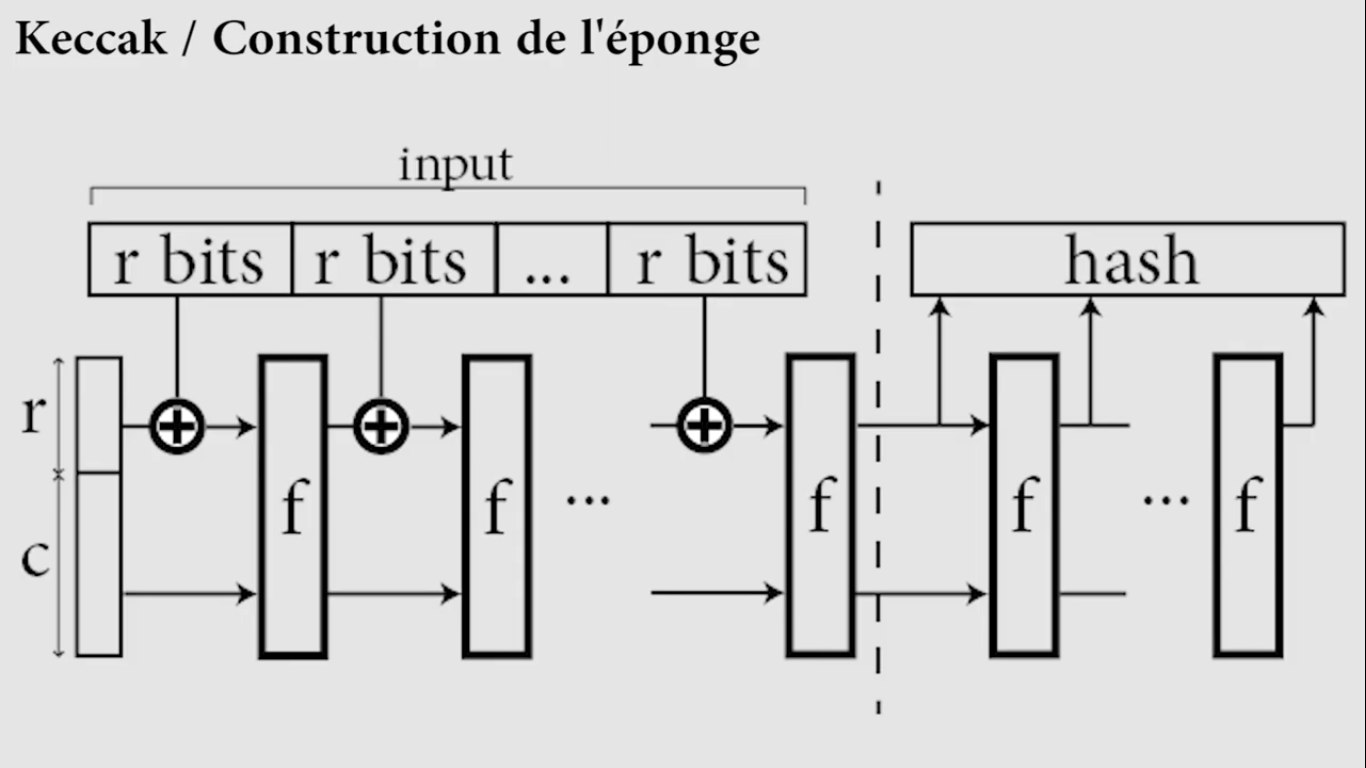 Keccak / Construction de l'éponge
input
r bits r bits ... r bits
hash
r
c
f f ... f f ... f